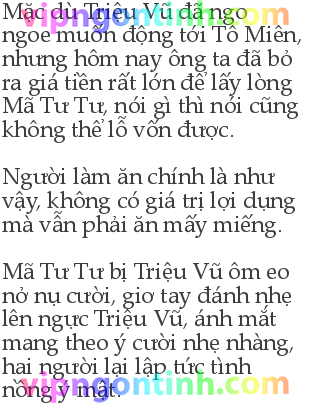 Mặc dù Triệu Vũ đã ngo
ngoe muốn động tới Tô Miên,
nhưng hôm nay ông ta đã bỏ
ra giá tiền rất lớn để lấy lòng
Mã Tư Tư, nói gì thì nói cũng
không thể lỗ vốn được.
Người làm ăn chính là như
vậy, không có giá trị lợi dụng
mà vẫn phải ăn mấy miếng.
Mã Tư Tư bị Triệu Vũ ôm eo
nở nụ cười, giơ tay đánh nhẹ
lên ngực Triệu Vũ, ánh mắt
mang theo ý cười nhẹ nhàng,
hai người lại lập tức tình
nồng ý mật.
vipngontinh.com
vipngontinh.com